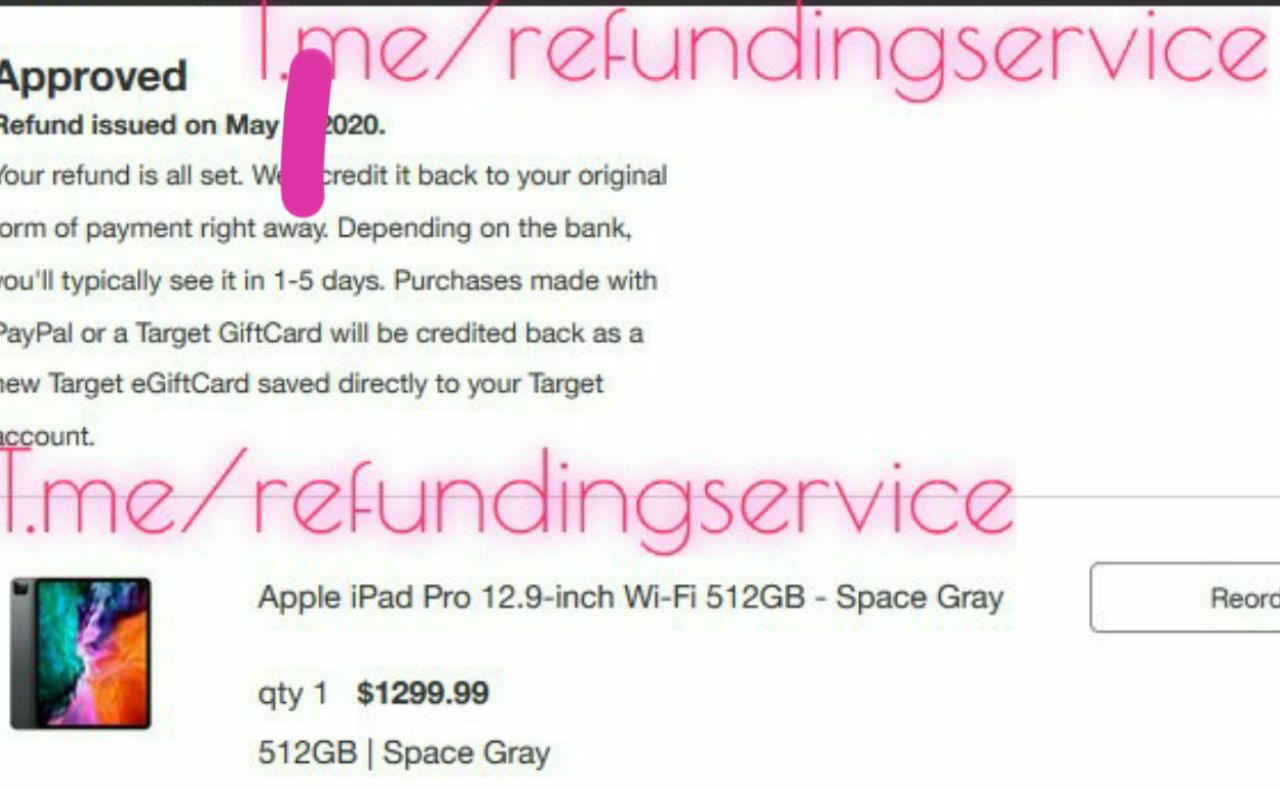 T.me/refundingservice
Approved
Refund issued on May 2020.
Your refund is all set. credit it back to your original
form of payment right away. Depending on the bank,
you'll typically see it in 1-5 days. Purchases made with
PayPal or a Target GiftCard will be credited back as a
new Target eGiftCard saved directly to your Target
account.
T.me/refundingservice
Apple iPad Pro 12.9-inch Wi-Fi 512GB - Space Gray
qty 1 $1299.99
512GB | Space Gray